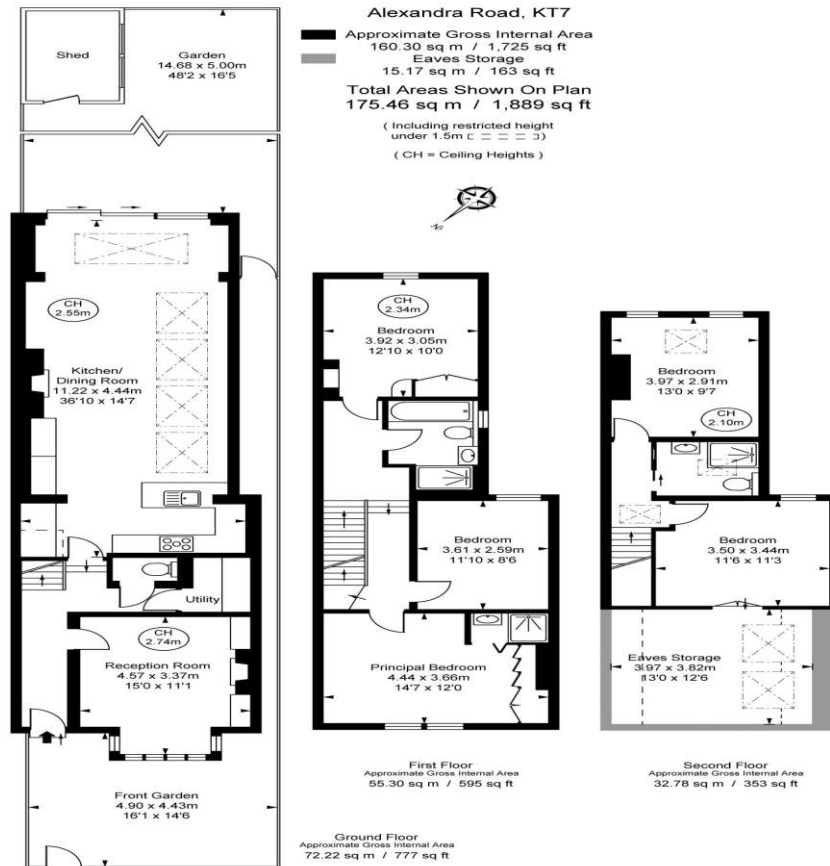 Alexandra Road, KT7
Approximate Gross Internal Area
160.30 sq m / 1,725 sq ft
Eaves Storage
15.17 sq m / 163 sq ft
Total Areas Shown On Plan
175.46 sq m / 1,889 sq ft
( Including restricted height
under 1.5m )
( CH = Ceiling Heights )
N
Shed
Garden
14.68 x 5.00m
48'2 x 16'5
CH
2.55m
Kitchen/
Dining Room
11.22 x 4.44m
36'10 x 14'7
Utility
CH
2.74m
Reception Room
4.57 x 3.37m
15'0 x 11'1
Front Garden
4.90 x 4.43m
16'1 x 14'6
Ground Floor
Approximate Gross Internal Area
72.22 sq m / 777 sq ft
CH
2.34m
Bedroom
3.92 x 3.05m
12'10 x 10'0
Bedroom
3.61 x 2.59m
11'10 x 8'6
Principal Bedroom
4.44 x 3.66m
14'7 x 12'0
First Floor
Approximate Gross Internal Area
55.30 sq m / 595 sq ft
Bedroom
3.97 x 2.91m
13'0 x 9'7
CH
2.10m
Bedroom
3.50 x 3.44m
11'6 x 11'3
Eaves Storage
3.97 x 3.82m
13'0 x 12'6
Second Floor
Approximate Gross Internal Area
32.78 sq m / 353 sq ft